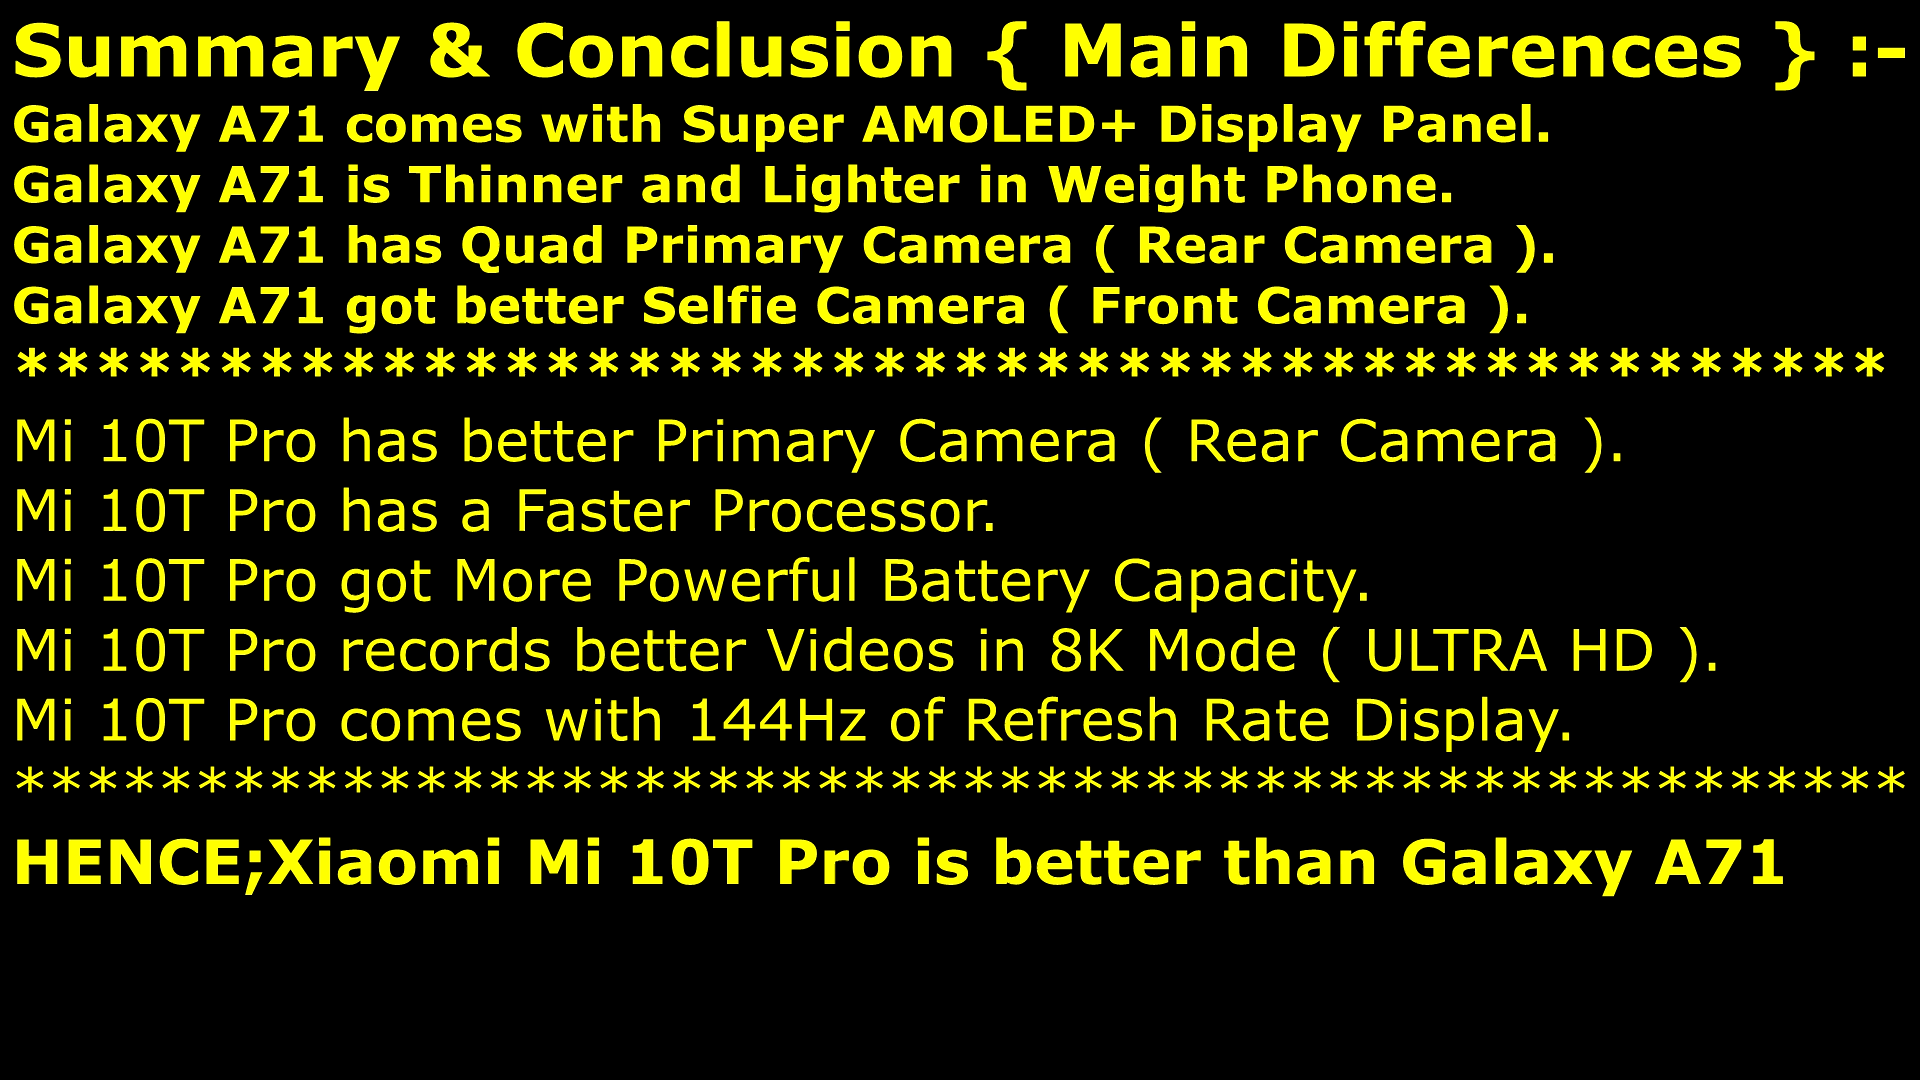 Summary & Conclusion { Main Differences } :-
Galaxy A71 comes with Super AMOLED+ Display Panel.
Galaxy A71 is Thinner and Lighter in Weight Phone.
Galaxy A71 has Quad Primary Camera ( Rear Camera ).
Galaxy A71 got better Selfie Camera ( Front Camera ).
**********************************************
Mi 10T Pro has better Primary Camera ( Rear Camera ).
Mi 10T Pro has a Faster Processor.
Mi 10T Pro got More Powerful Battery Capacity.
Mi 10T Pro records better Videos in 8K Mode ( ULTRA HD ).
Mi 10T Pro comes with 144Hz of Refresh Rate Display.
****************************************************
HENCE;Xiaomi Mi 10T Pro is better than Galaxy A71